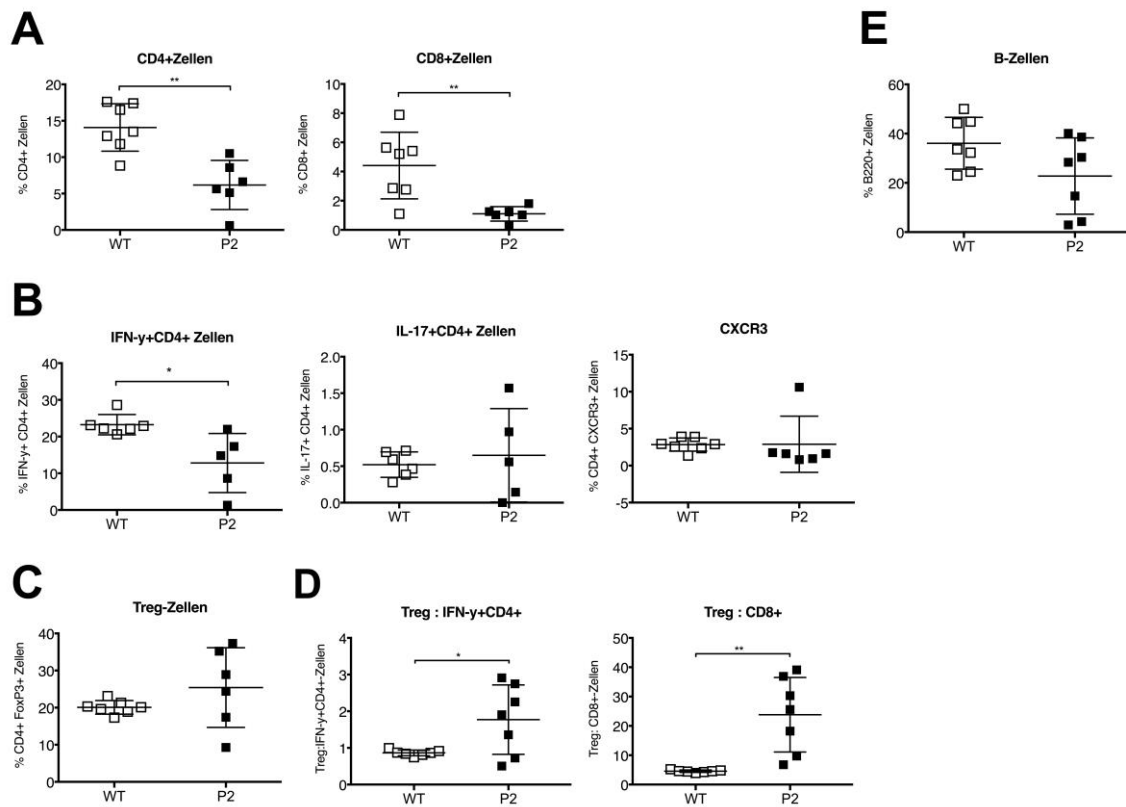 A
CD4+Zellen
% CD4+ Zellen
20
15
10
5
0
**
WT
P2
CD8+Zellen
% CD8+ Zellen
10
8
6
4
2
0
**
WT
P2
E
B-Zellen
% B220+ Zellen
60
40
20
0
WT
P2
B
IFN-y+CD4+ Zellen
% IFN-y+ CD4+ Zellen
40
30
20
10
0
*
WT
P2
IL-17+CD4+ Zellen
% IL-17+ CD4+ Zellen
2.0
1.5
1.0
0.5
0.0
WT
P2
CXCR3
% CD4+ CXCR3+ Zellen
15
10
5
0
-5
WT
P2
C
Treg-Zellen
% CD4+ FoxP3+ Zellen
40
30
20
10
0
WT
P2
D
Treg : IFN-y+CD4+
Treg:IFN-y+CD4+-Zellen
4
3
2
1
0
*
WT
P2
Treg : CD8+
Treg: CD8+-Zellen
50
40
30
20
10
0
**
WT
P2